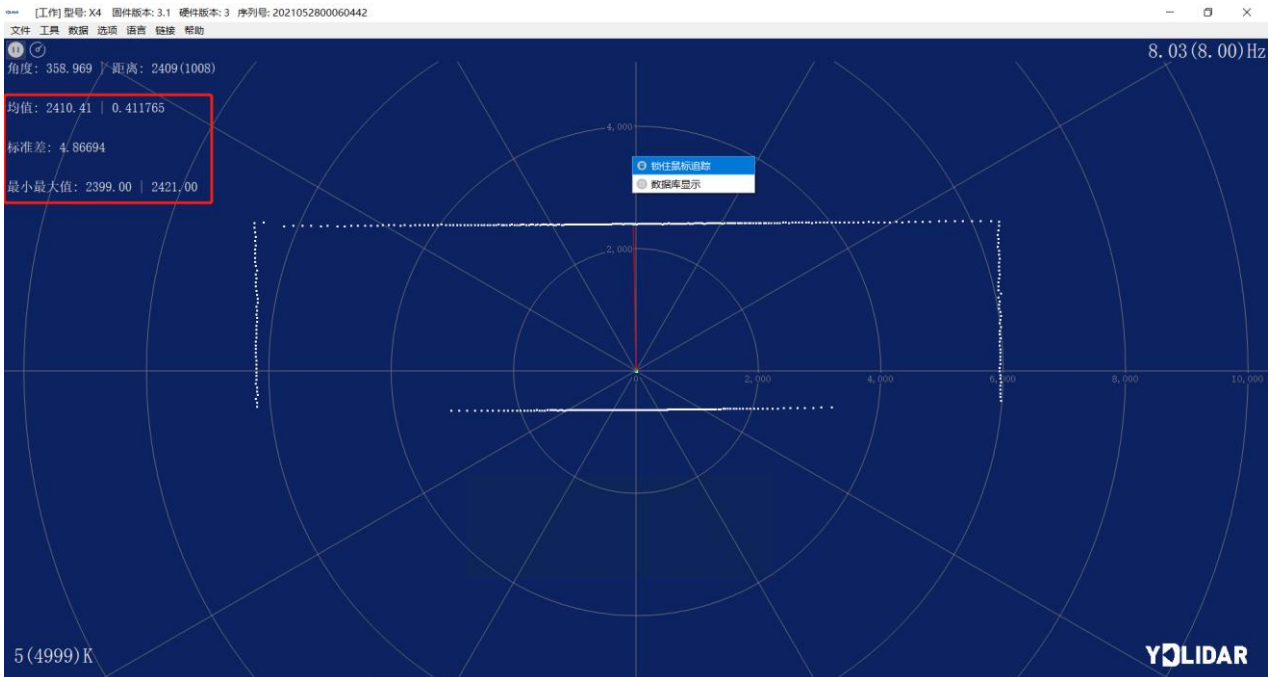 [工作] 型号: X4 固件版本: 3.1 硬件版本: 3 序列号: 2021052800060442
文件 工具 数据 选项 语言 链接 帮助
8.03(8.00)Hz
角度: 358.969 | 距离: 2409(1008)
均值: 2410.41 | 0.411765
标准差: 4.86694
最小最大值: 2399.00 | 2421.00
4,000
锁住鼠标追踪
数据库显示
2,000
0 2,000 4,000 6,000 8,000 10,000
5(4999)K
YDLIDAR